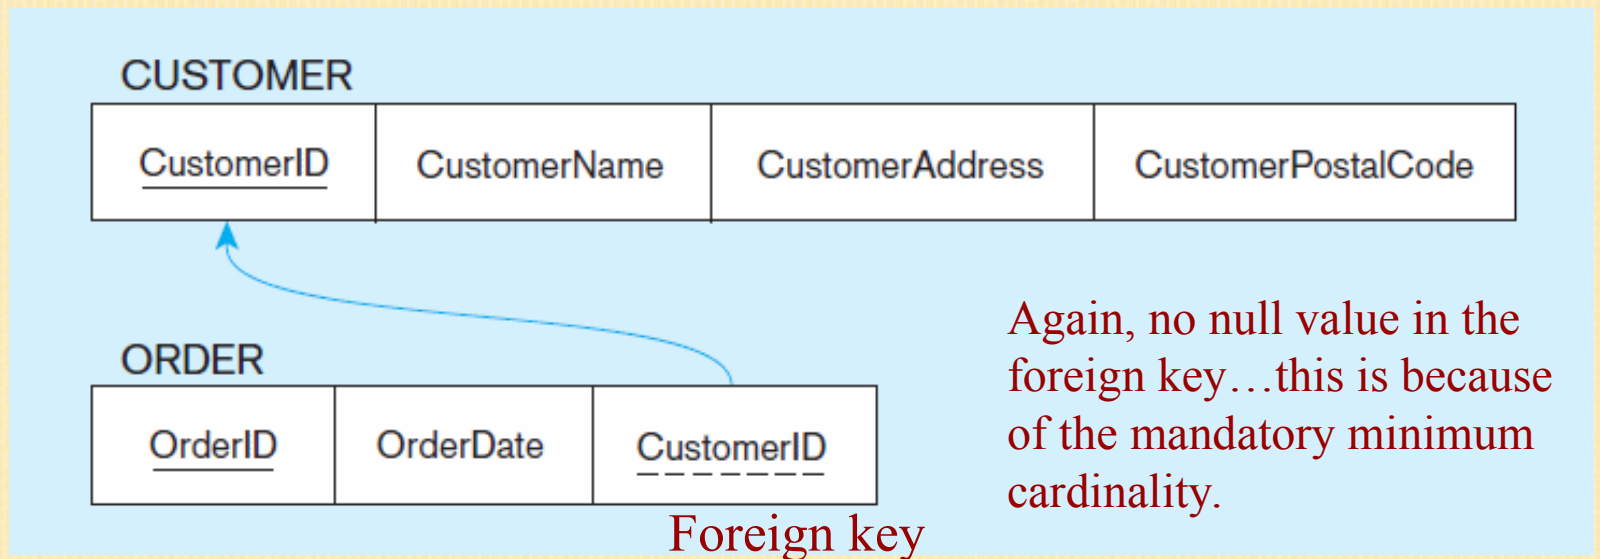 CUSTOMER
CustomerID CustomerName CustomerAddress CustomerPostalCode
ORDER
OrderID OrderDate CustomerID
Foreign key
Again, no null value in the
foreign key…this is because
of the mandatory minimum
cardinality.